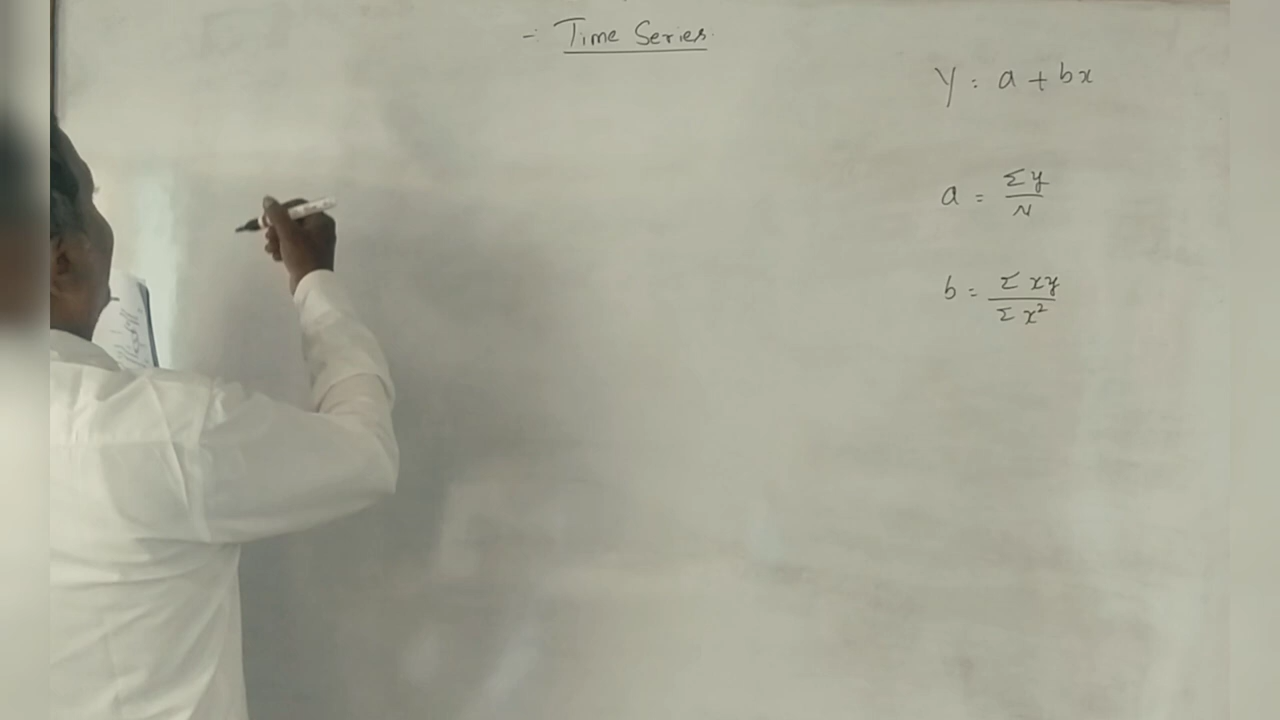 -: Time Series.
Y = a + bx
a = Σy / N
b = Σxy / Σx²